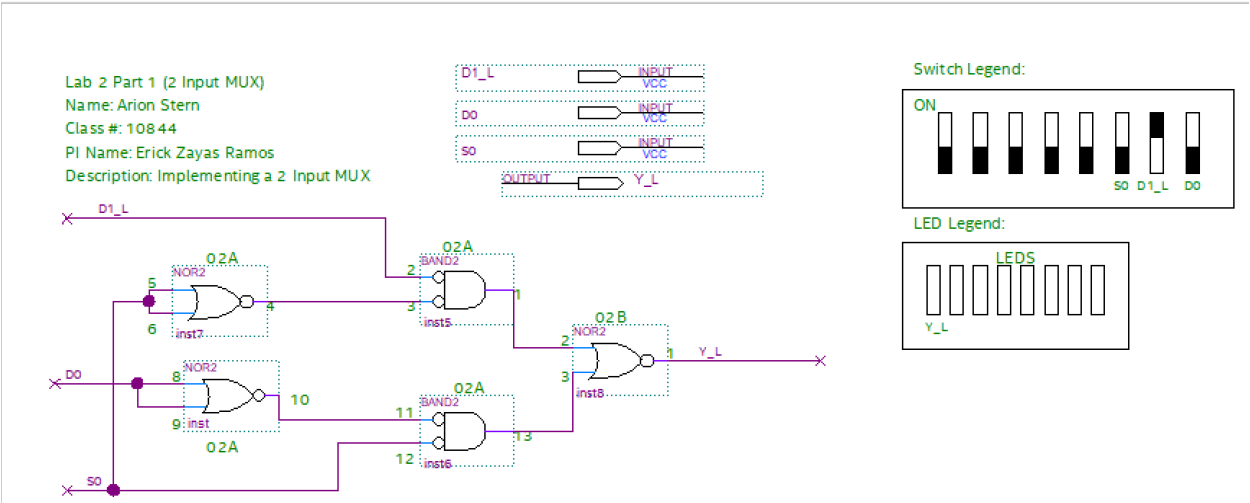 Lab 2 Part 1 (2 Input MUX)
Name: Arion Stern
Class #: 10844
PI Name: Erick Zayas Ramos
Description: Implementing a 2 Input MUX
D1_L
INPUT
VCC
D0
INPUT
VCC
S0
INPUT
VCC
OUTPUT
Y_L
Switch Legend:
ON
S0 D1_L D0
LED Legend:
LEDS
Y_L
D1_L
02A
NOR2
5
6
4
inst7
02A
BAND2
2
3
1
inst5
02B
NOR2
2
3
1
inst8
Y_L
D0
NOR2
8
9
10
inst
02A
02A
BAND2
11
12
13
inst6
S0